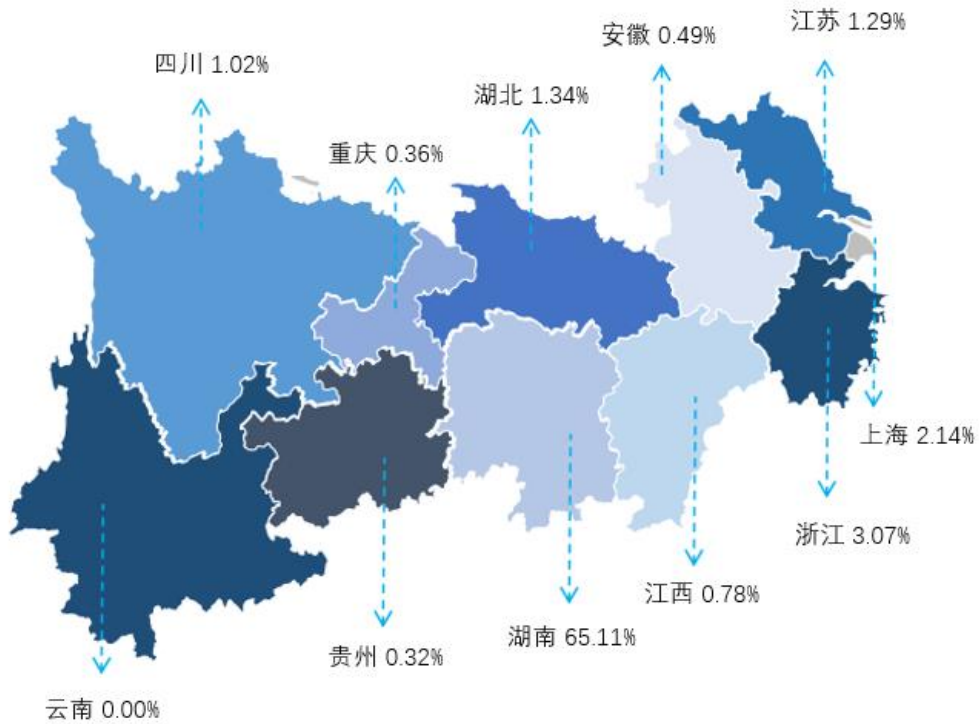 江苏 1.29%
安徽 0.49%
四川 1.02%
湖北 1.34%
重庆 0.36%
上海 2.14%
浙江 3.07%
江西 0.78%
湖南 65.11%
贵州 0.32%
云南 0.00%